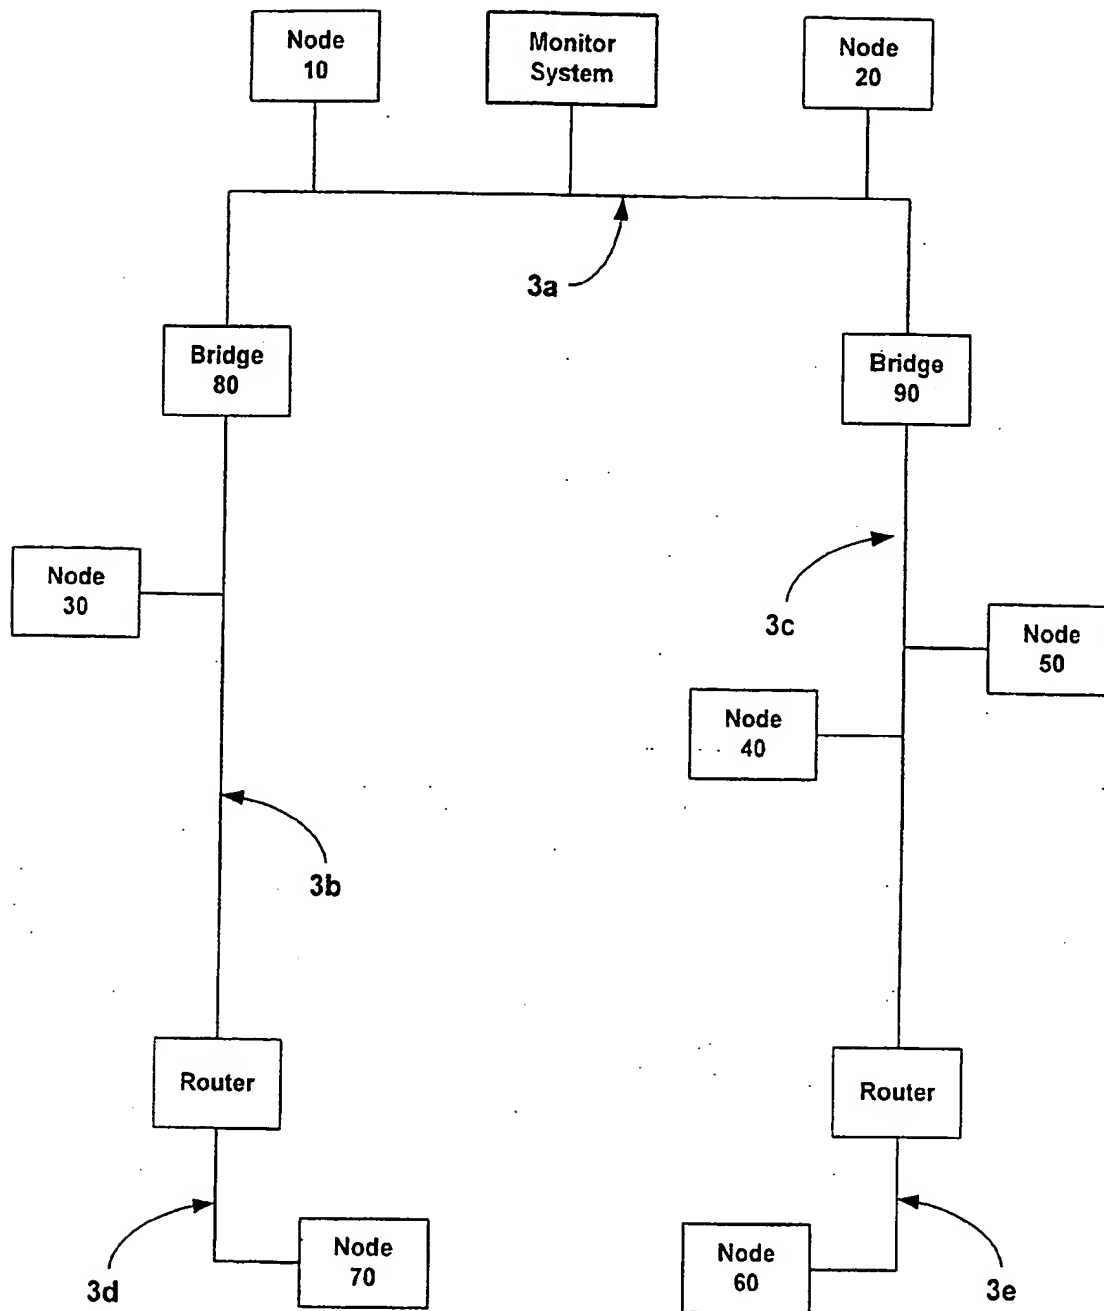 Node
10
Monitor
System
Node
20
3a
Bridge
80
Bridge
90
Node
30
3c
Node
50
Node
40
3b
Router
Router
Node
70
Node
60
3d
3e